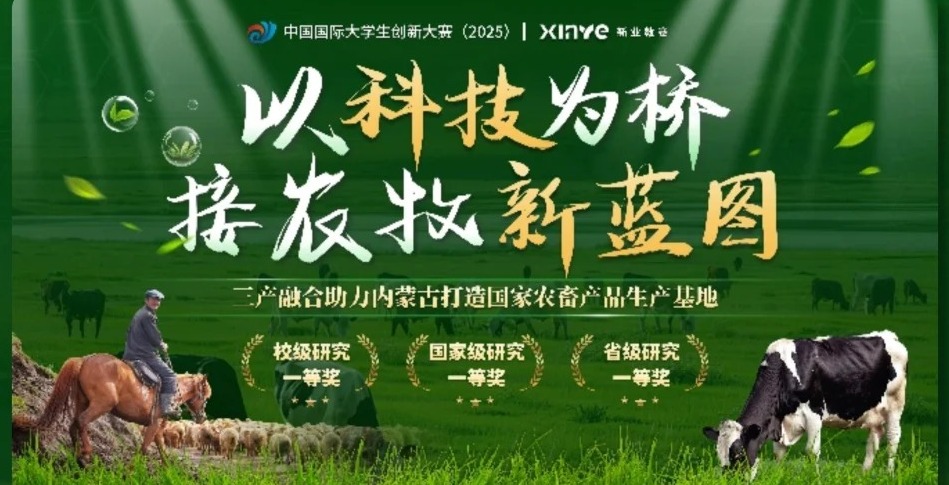 中国国际大学生创新大赛（2025） | XINYE 新业教育
以科技为桥
接农牧新蓝图
三产融合助力内蒙古打造国家农畜产品生产基地
校级研究 国家级研究 省级研究
一等奖 一等奖 一等奖